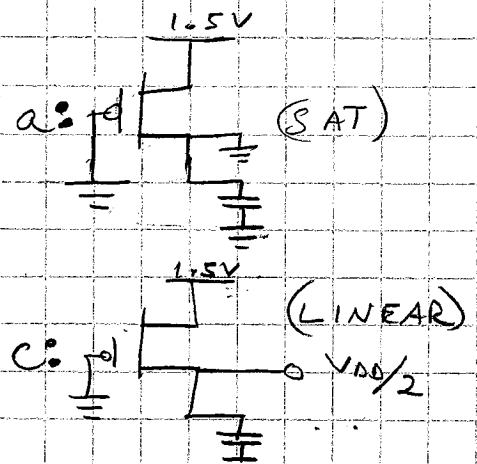 1.5V
a: (SAT)
1.5V
(LINEAR)
c: VDD/2